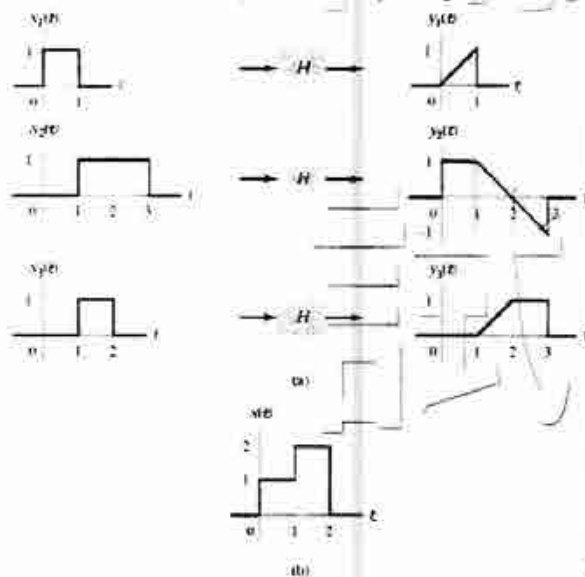 x₁(t) y₁(t)
1 1
H
0 1 t 0 1 t
x₂(t) y₂(t)
1 1
H
0 1 2 3 t 0 1 2 3
-1
x₃(t) y₃(t)
1 1
H
0 1 2 t 0 1 2 3
(a)
x(t)
2
1
0 1 2 t
(b)